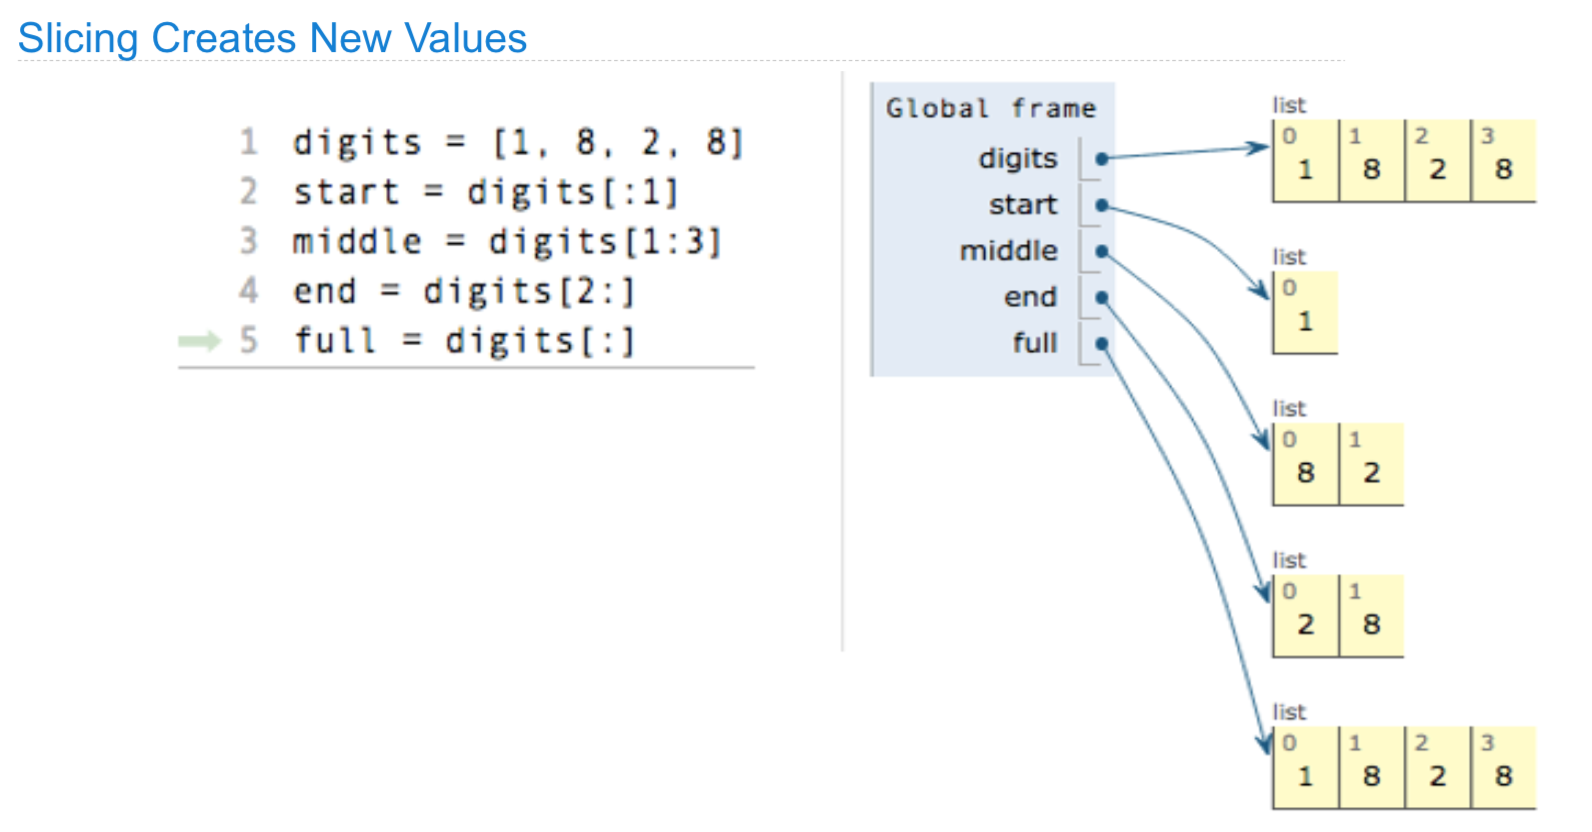 Slicing Creates New Values
1 digits = [1, 8, 2, 8]
2 start = digits[:1]
3 middle = digits[1:3]
4 end = digits[2:]
5 full = digits[:]
Global frame
digits
start
middle
end
full
list
0 1 2 3
1 8 2 8
list
0
1
list
0 1
8 2
list
0 1
2 8
list
0 1 2 3
1 8 2 8